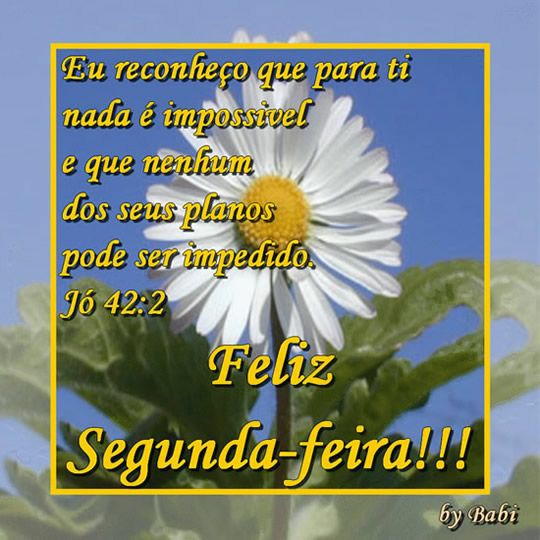 Eu reconheço que para ti
nada é impossivel
e que nenhum
dos seus planos
pode ser impedido.
Jó 42:2
Feliz
Segunda-feira!!!
by Babi